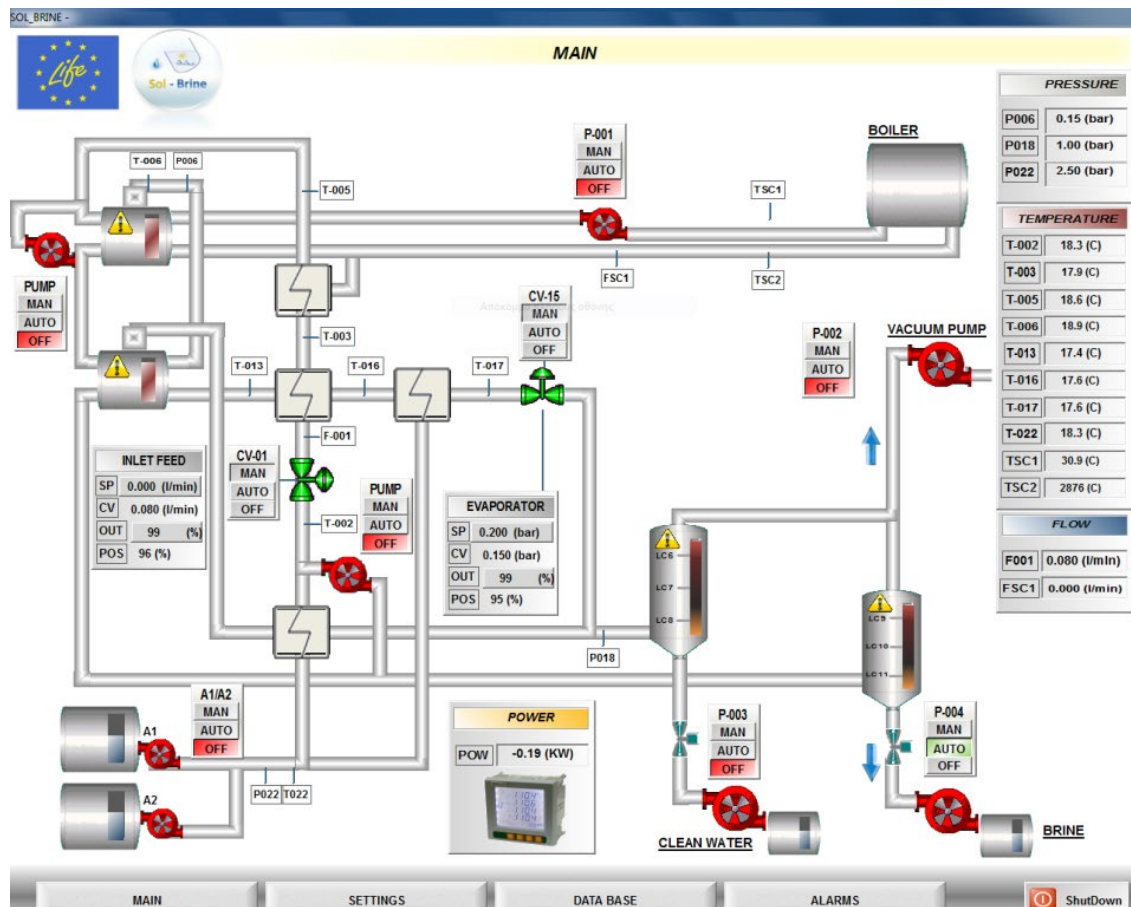 SOL_BRINE -
Life
Sol - Brine
MAIN
PRESSURE
P006 0.15 (bar)
P018 1.00 (bar)
P022 2.50 (bar)
TEMPERATURE
T-002 18.3 (C)
T-003 17.9 (C)
T-005 18.6 (C)
T-006 18.9 (C)
T-013 17.4 (C)
T-016 17.6 (C)
T-017 17.6 (C)
T-022 18.3 (C)
TSC1 30.9 (C)
TSC2 2876 (C)
FLOW
F001 0.080 (l/min)
FSC1 0.000 (l/min)
T-006
P006
T-005
P-001
MAN
AUTO
OFF
TSC1
BOILER
PUMP
MAN
AUTO
OFF
FSC1
TSC2
CV-15
MAN
AUTO
OFF
T-003
P-002
MAN
AUTO
OFF
VACUUM PUMP
T-013
T-016
T-017
F-001
INLET FEED
SP 0.000 (l/min)
CV 0.080 (l/min)
OUT 99 (%)
POS 96 (%)
CV-01
MAN
AUTO
OFF
PUMP
MAN
AUTO
OFF
T-002
EVAPORATOR
SP 0.200 (bar)
CV 0.150 (bar)
OUT 99 (%)
POS 95 (%)
LC6
LC7
LC8
LC9
LC10
LC11
P018
A1/A2
MAN
AUTO
OFF
A1
A2
P022
T022
POWER
POW -0.19 (KW)
P-003
MAN
AUTO
OFF
P-004
MAN
AUTO
OFF
CLEAN WATER
BRINE
MAIN
SETTINGS
DATA BASE
ALARMS
ShutDown